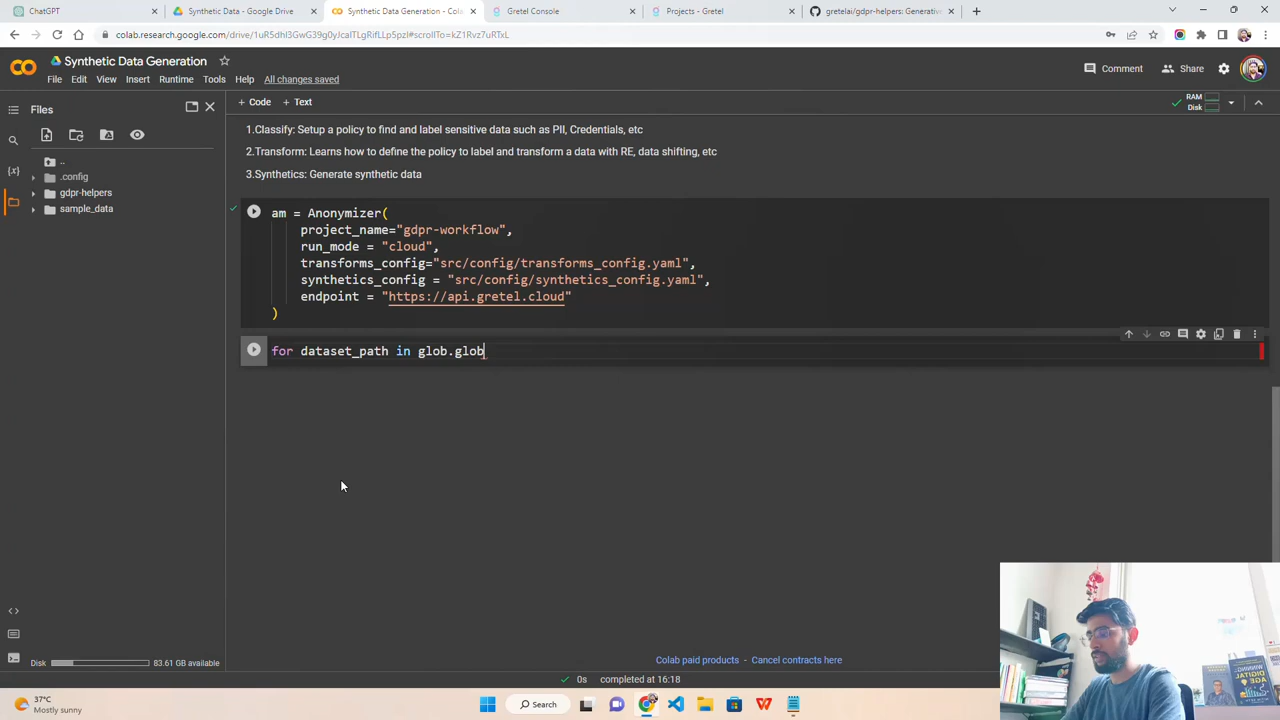 ChatGPT
Synthetic Data - Google Drive
Synthetic Data Generation - Cola
Gretel Console
Projects - Gretel
gretelai/gdpr-helpers: Generativ
colab.research.google.com/drive/1uR5dhI3GwG39g0yJcaITLgRifLLpSpzI#scrollTo=kZ1Rvz7uRTxL
Synthetic Data Generation
File Edit View Insert Runtime Tools Help All changes saved
Comment
Share
Files
+ Code + Text
RAM
Disk
..
.config
gdpr-helpers
sample_data
1.Classify: Setup a policy to find and label sensitive data such as PII, Credentials, etc
2.Transform: Learns how to define the policy to label and transform a data with RE, data shifting, etc
3.Synthetics: Generate synthetic data
am = Anonymizer(
project_name="gdpr-workflow",
run_mode = "cloud",
transforms_config="src/config/transforms_config.yaml",
synthetics_config = "src/config/synthetics_config.yaml",
endpoint = "https://api.gretel.cloud"
)
for dataset_path in glob.glob
Disk 83.61 GB available
Colab paid products - Cancel contracts here
0s completed at 16:18
37°C
Mostly sunny
Search
WINNING
DIGITAL
AGE